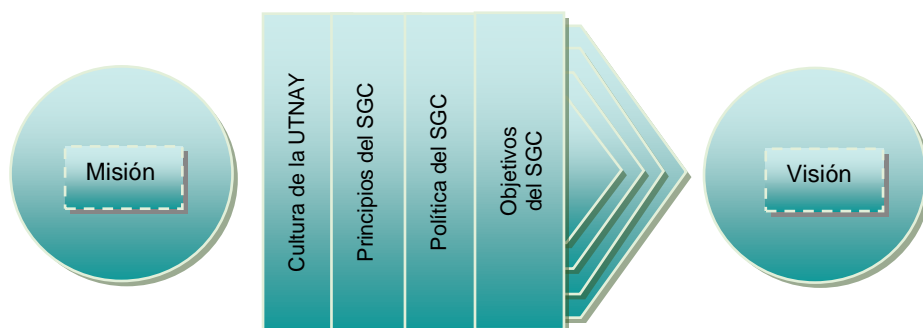 Misión
Cultura de la UTNAY
Principios del SGC
Política del SGC
Objetivos
del SGC
Visión